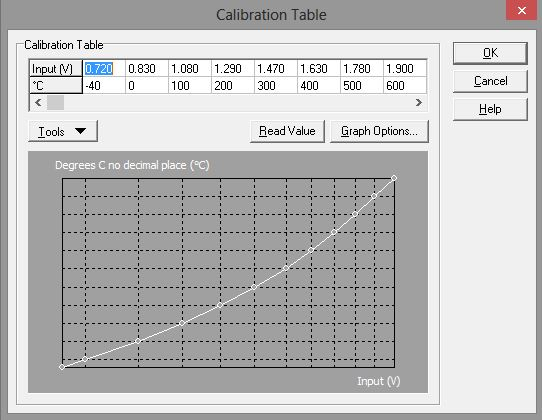 Calibration Table
Calibration Table
Input (V) 0.720 0.830 1.080 1.290 1.470 1.630 1.780 1.900
°C -40 0 100 200 300 400 500 600
OK
Cancel
Help
Tools Read Value Graph Options...
Degrees C no decimal place (°C)
Input (V)